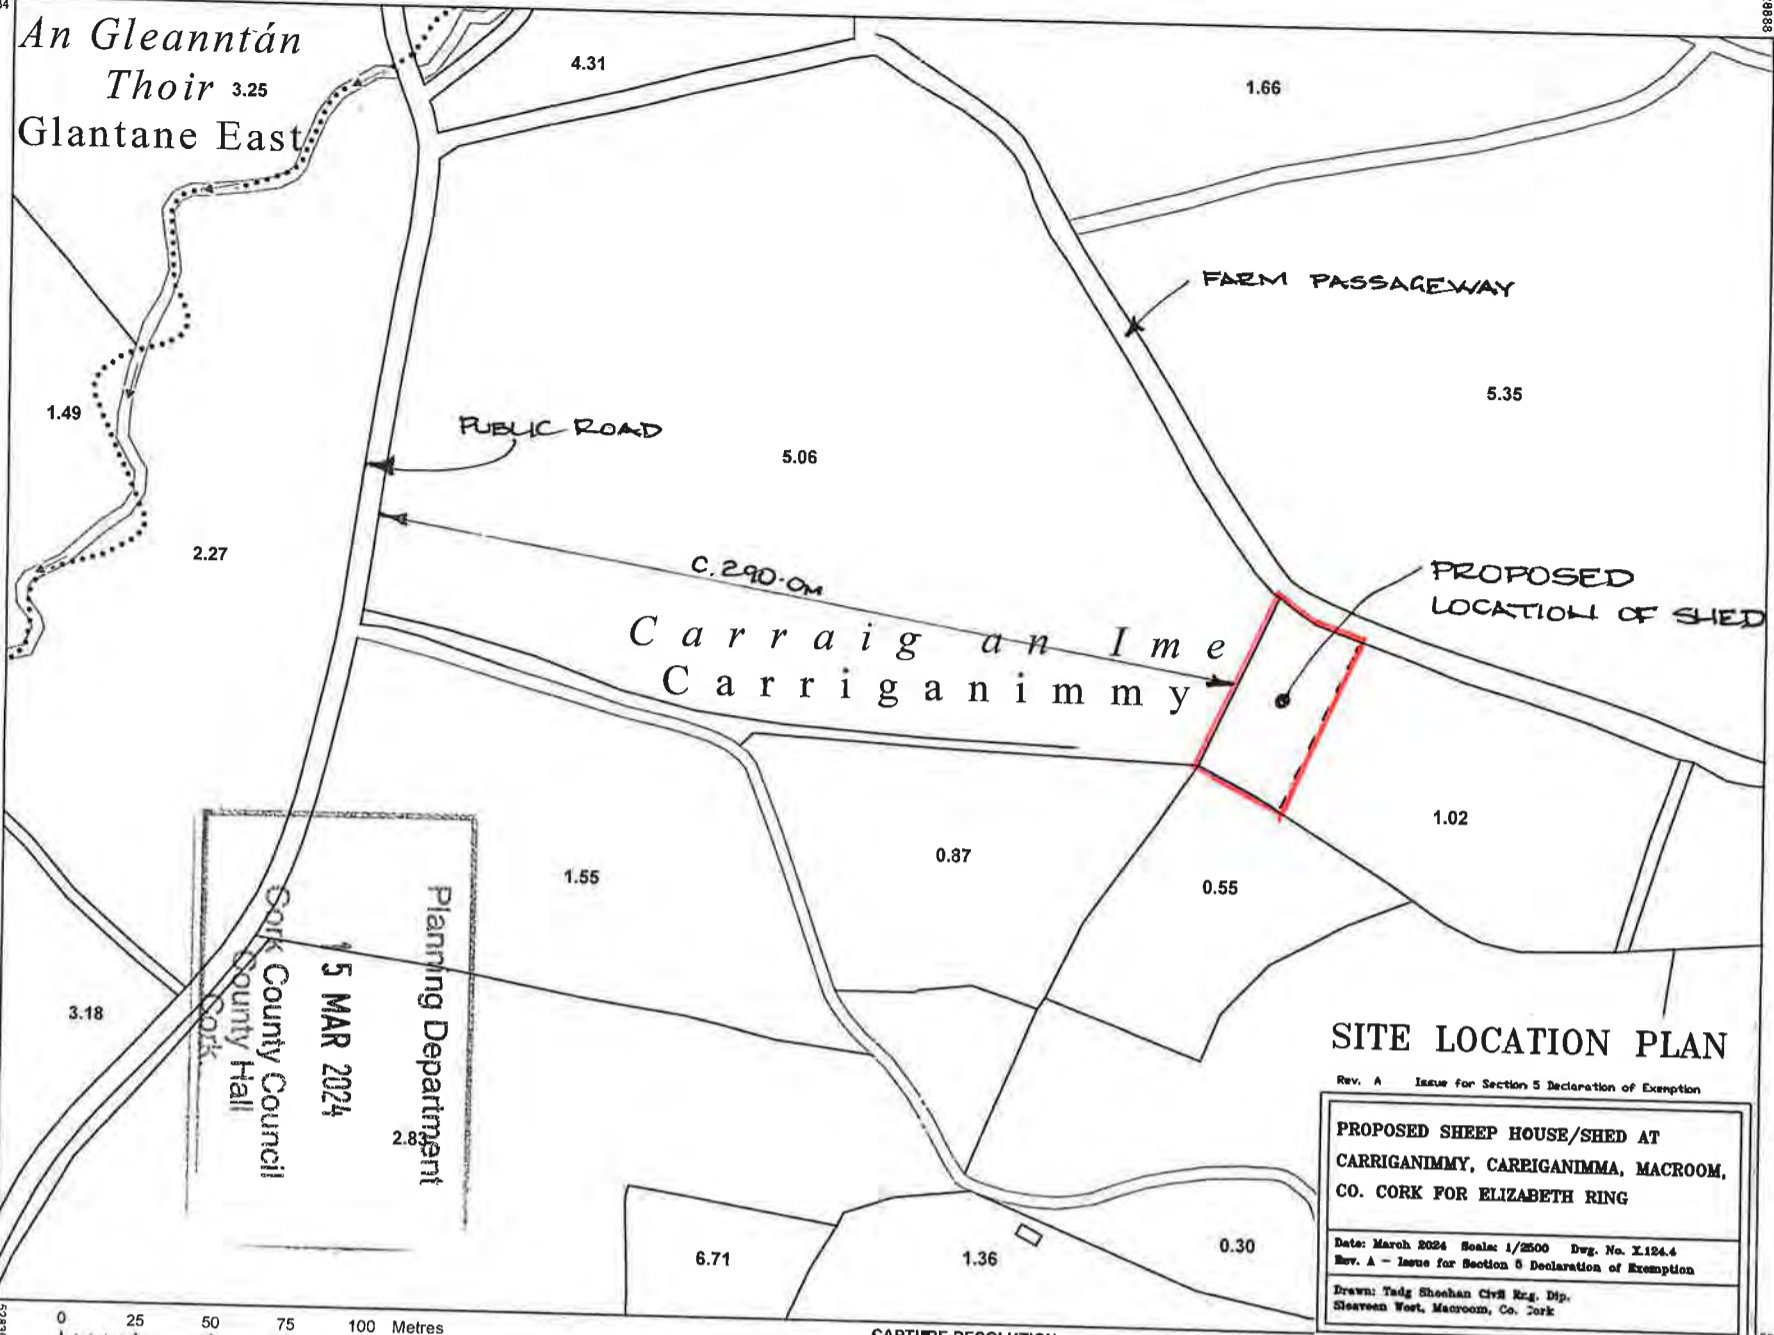 An Gleanntán
Thoir
3.25
Glantane East
4.31
1.66
FARM PASSAGEWAY
5.35
1.49
PUBLIC ROAD
5.06
2.27
C. 290.0M
PROPOSED
LOCATION OF SHED
Carraig an Ime
Carriganimmy
1.02
0.87
0.55
1.55
Planning Department
5 MAR 2024
Cork County Council
County Hall
Cork
3.18
2.83
SITE LOCATION PLAN
Rev. A Issue for Section 5 Declaration of Exemption
PROPOSED SHEEP HOUSE/SHED AT
CARRIGANIMMY, CARRIGANIMMA, MACROOM,
CO. CORK FOR ELIZABETH RING
Date: March 2024 Scale: 1/2500 Dwg. No. X.124.4
Rev. A - Issue for Section 5 Declaration of Exemption
Drawn: Tadg Sheehan Civil Eng. Dip.
Sleaveen West, Macroom, Co. Cork
6.71
1.36
0.30
0 25 50 75 100 Metres
CAPTURE RESOLUTION